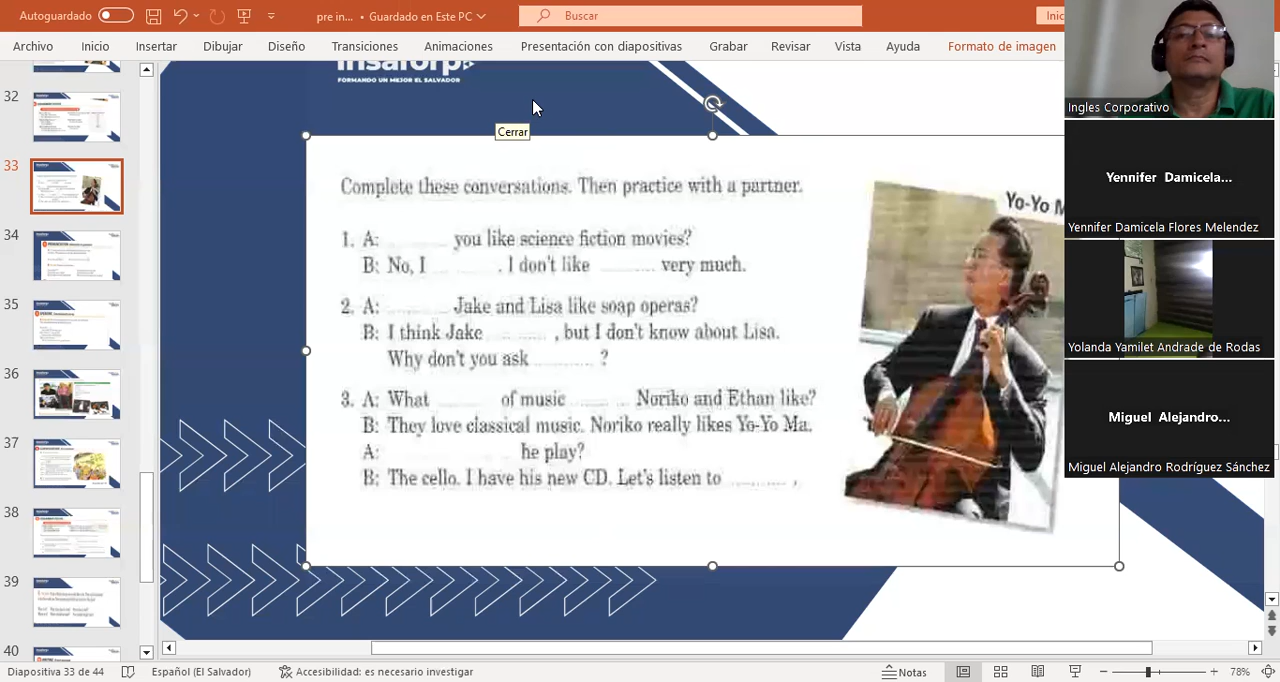 Autoguardado
pre in... • Guardado en Este PC
Buscar
Inic
Archivo Inicio Insertar Dibujar Diseño Transiciones Animaciones Presentación con diapositivas Grabar Revisar Vista Ayuda Formato de imagen
32
33
34
35
36
37
38
39
40
insaforp
FORMANDO UN MEJOR EL SALVADOR
Cerrar
Complete these conversations. Then practice with a partner.
Yo-Yo M
1. A: ........ you like science fiction movies?
B: No, I ........ . I don't like ........ very much.
2. A: ........ Jake and Lisa like soap operas?
B: I think Jake ........ , but I don't know about Lisa.
Why don't you ask ........ ?
3. A: What ........ of music ........ Noriko and Ethan like?
B: They love classical music. Noriko really likes Yo-Yo Ma.
A: ........ he play?
B: The cello. I have his new CD. Let's listen to ........ .
Ingles Corporativo
Yennifer Damicela...
Yennifer Damicela Flores Melendez
Yolanda Yamilet Andrade de Rodas
Miguel Alejandro...
Miguel Alejandro Rodríguez Sánchez
Diapositiva 33 de 44
Español (El Salvador)
Accesibilidad: es necesario investigar
Notas
78%